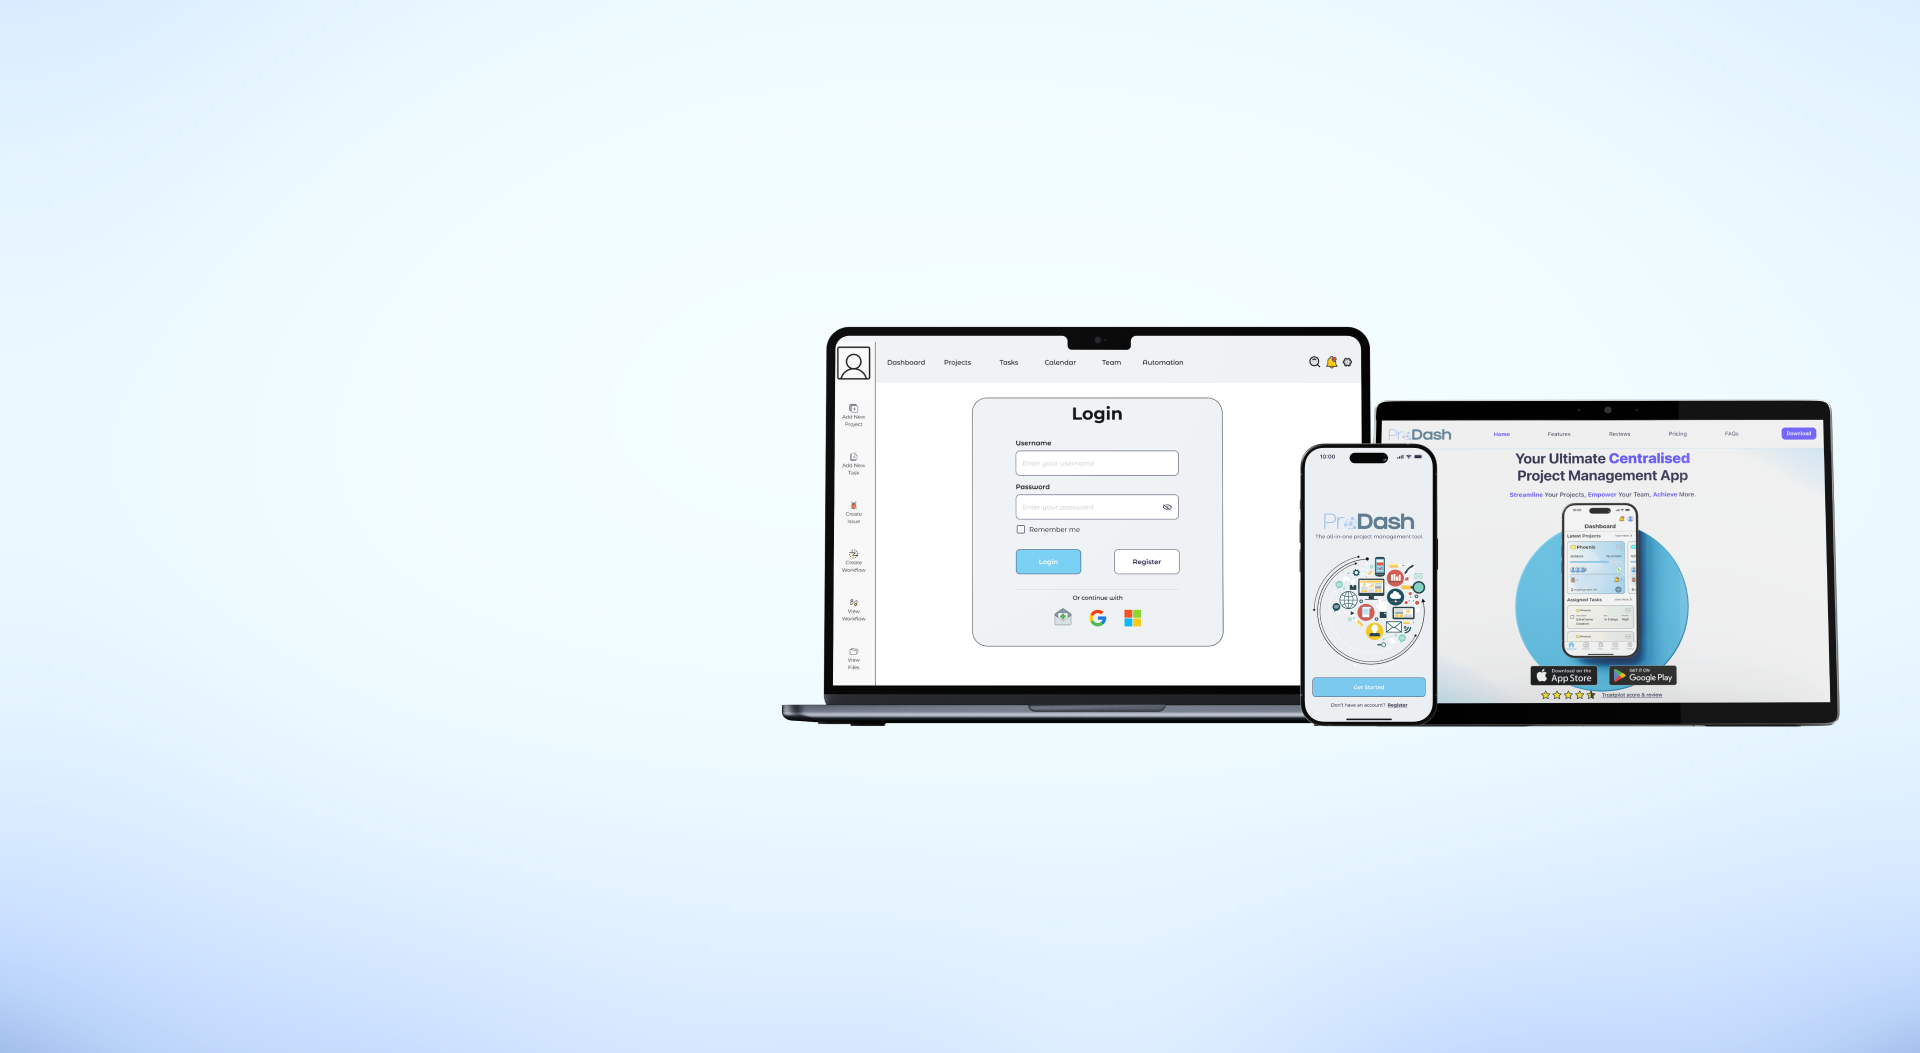 Dashboard Projects Tasks Calendar Team Automation
Add New
Project
Add New
Task
Create
Issue
Create
Workflow
View
Workflow
View
Files
Login
Username
Enter your username
Password
Enter your password
Remember me
Login Register
Or continue with
10:00
ProDash
The all-in-one project management tool
Get Started
Don't have an account? Register
ProDash Home Features Reviews Pricing FAQs Download
Your Ultimate Centralised
Project Management App
Streamline Your Projects, Empower Your Team, Achieve More.
Dashboard
Latest Projects
Phoenix
Assigned Tasks
Phoenix
Phoenix
Download on the
App Store
GET IT ON
Google Play
Trustpilot score & review